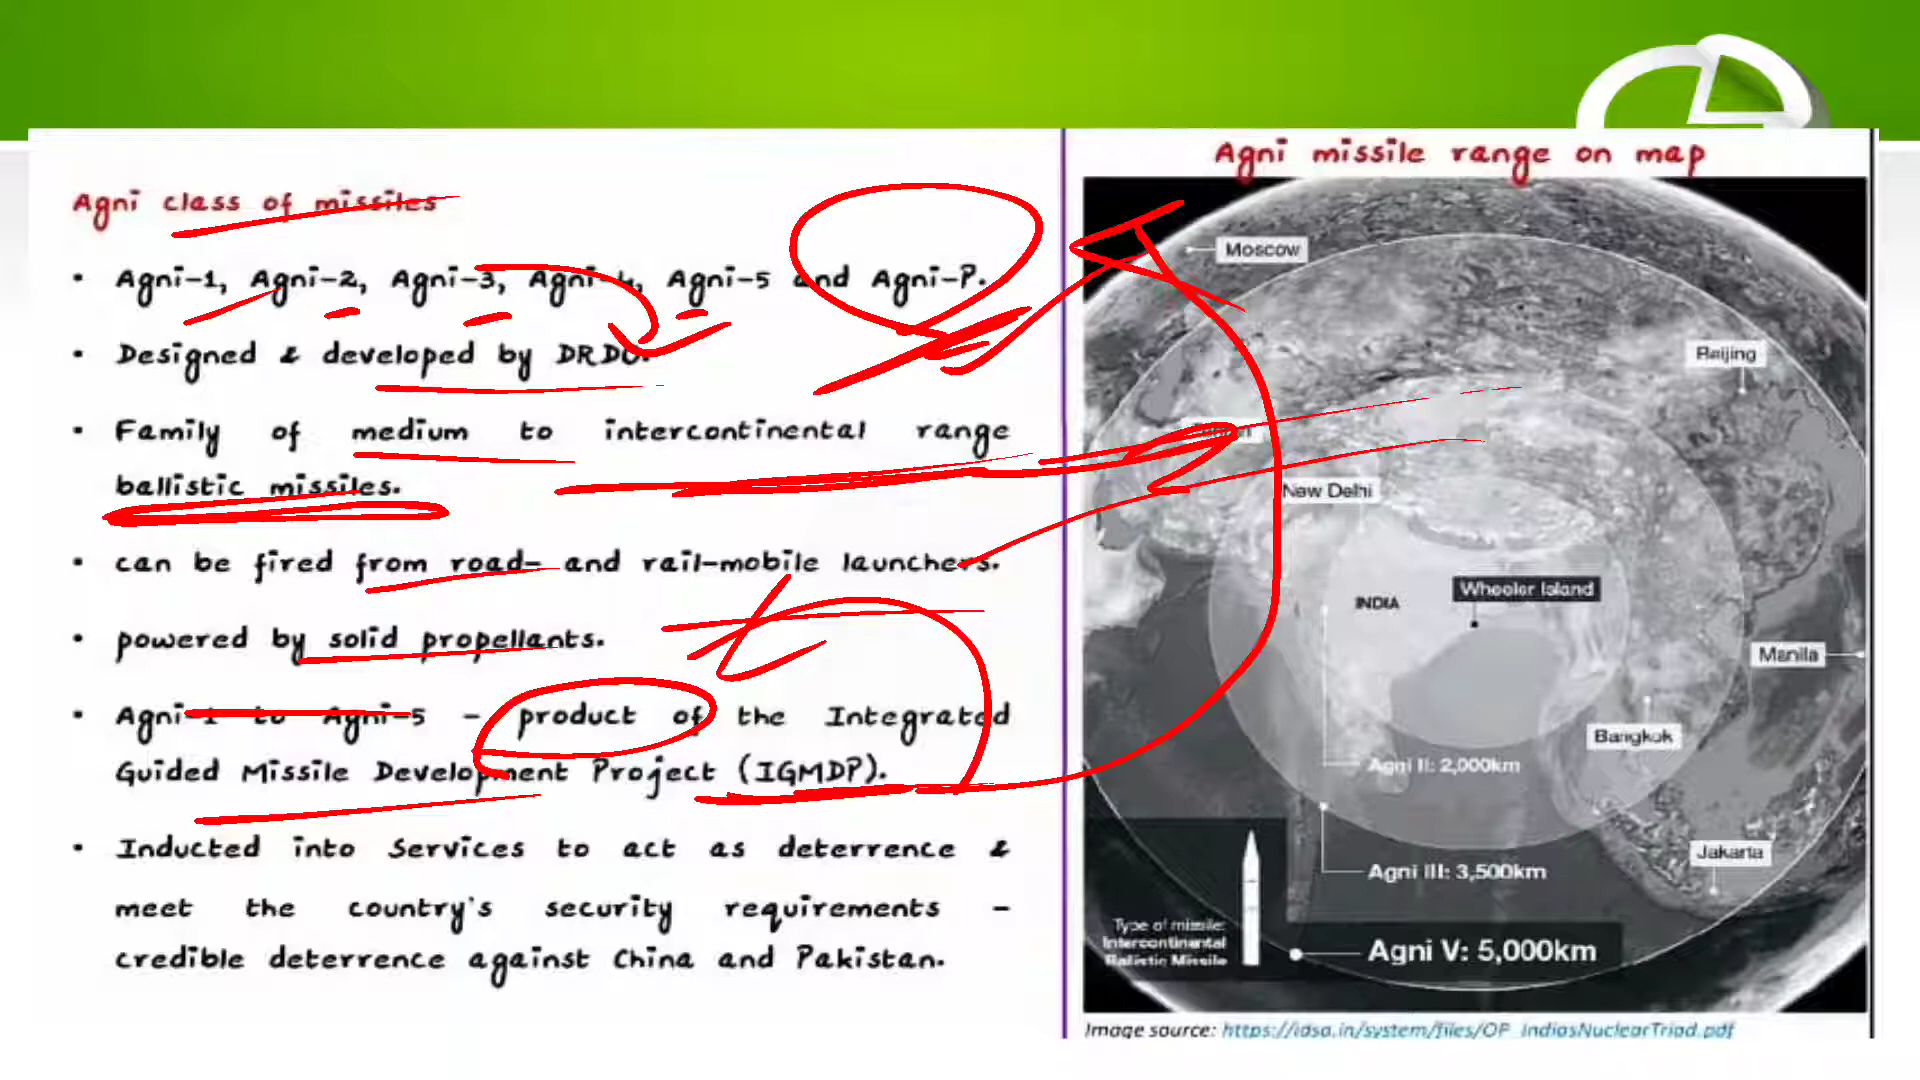 Agni class of missiles
• Agni-1, Agni-2, Agni-3, Agni-4, Agni-5 and Agni-P.
• Designed & developed by DRDO.
• Family of medium to intercontinental range
ballistic missiles.
• can be fired from road- and rail-mobile launchers.
• powered by solid propellants.
• Agni-1 to Agni-5 - product of the Integrated
Guided Missile Development Project (IGMDP).
• Inducted into Services to act as deterrence &
meet the country's security requirements -
credible deterrence against China and Pakistan.
Agni missile range on map
Moscow
Beijing
New Delhi
Wheeler Island
INDIA
Manila
Bangkok
Agni II: 2,000km
Jakarta
Agni III: 3,500km
Type of missile:
Intercontinental
Ballistic Missile
Agni V: 5,000km
Image source: https://idsa.in/system/files/OP_IndiasNuclearTriad.pdf